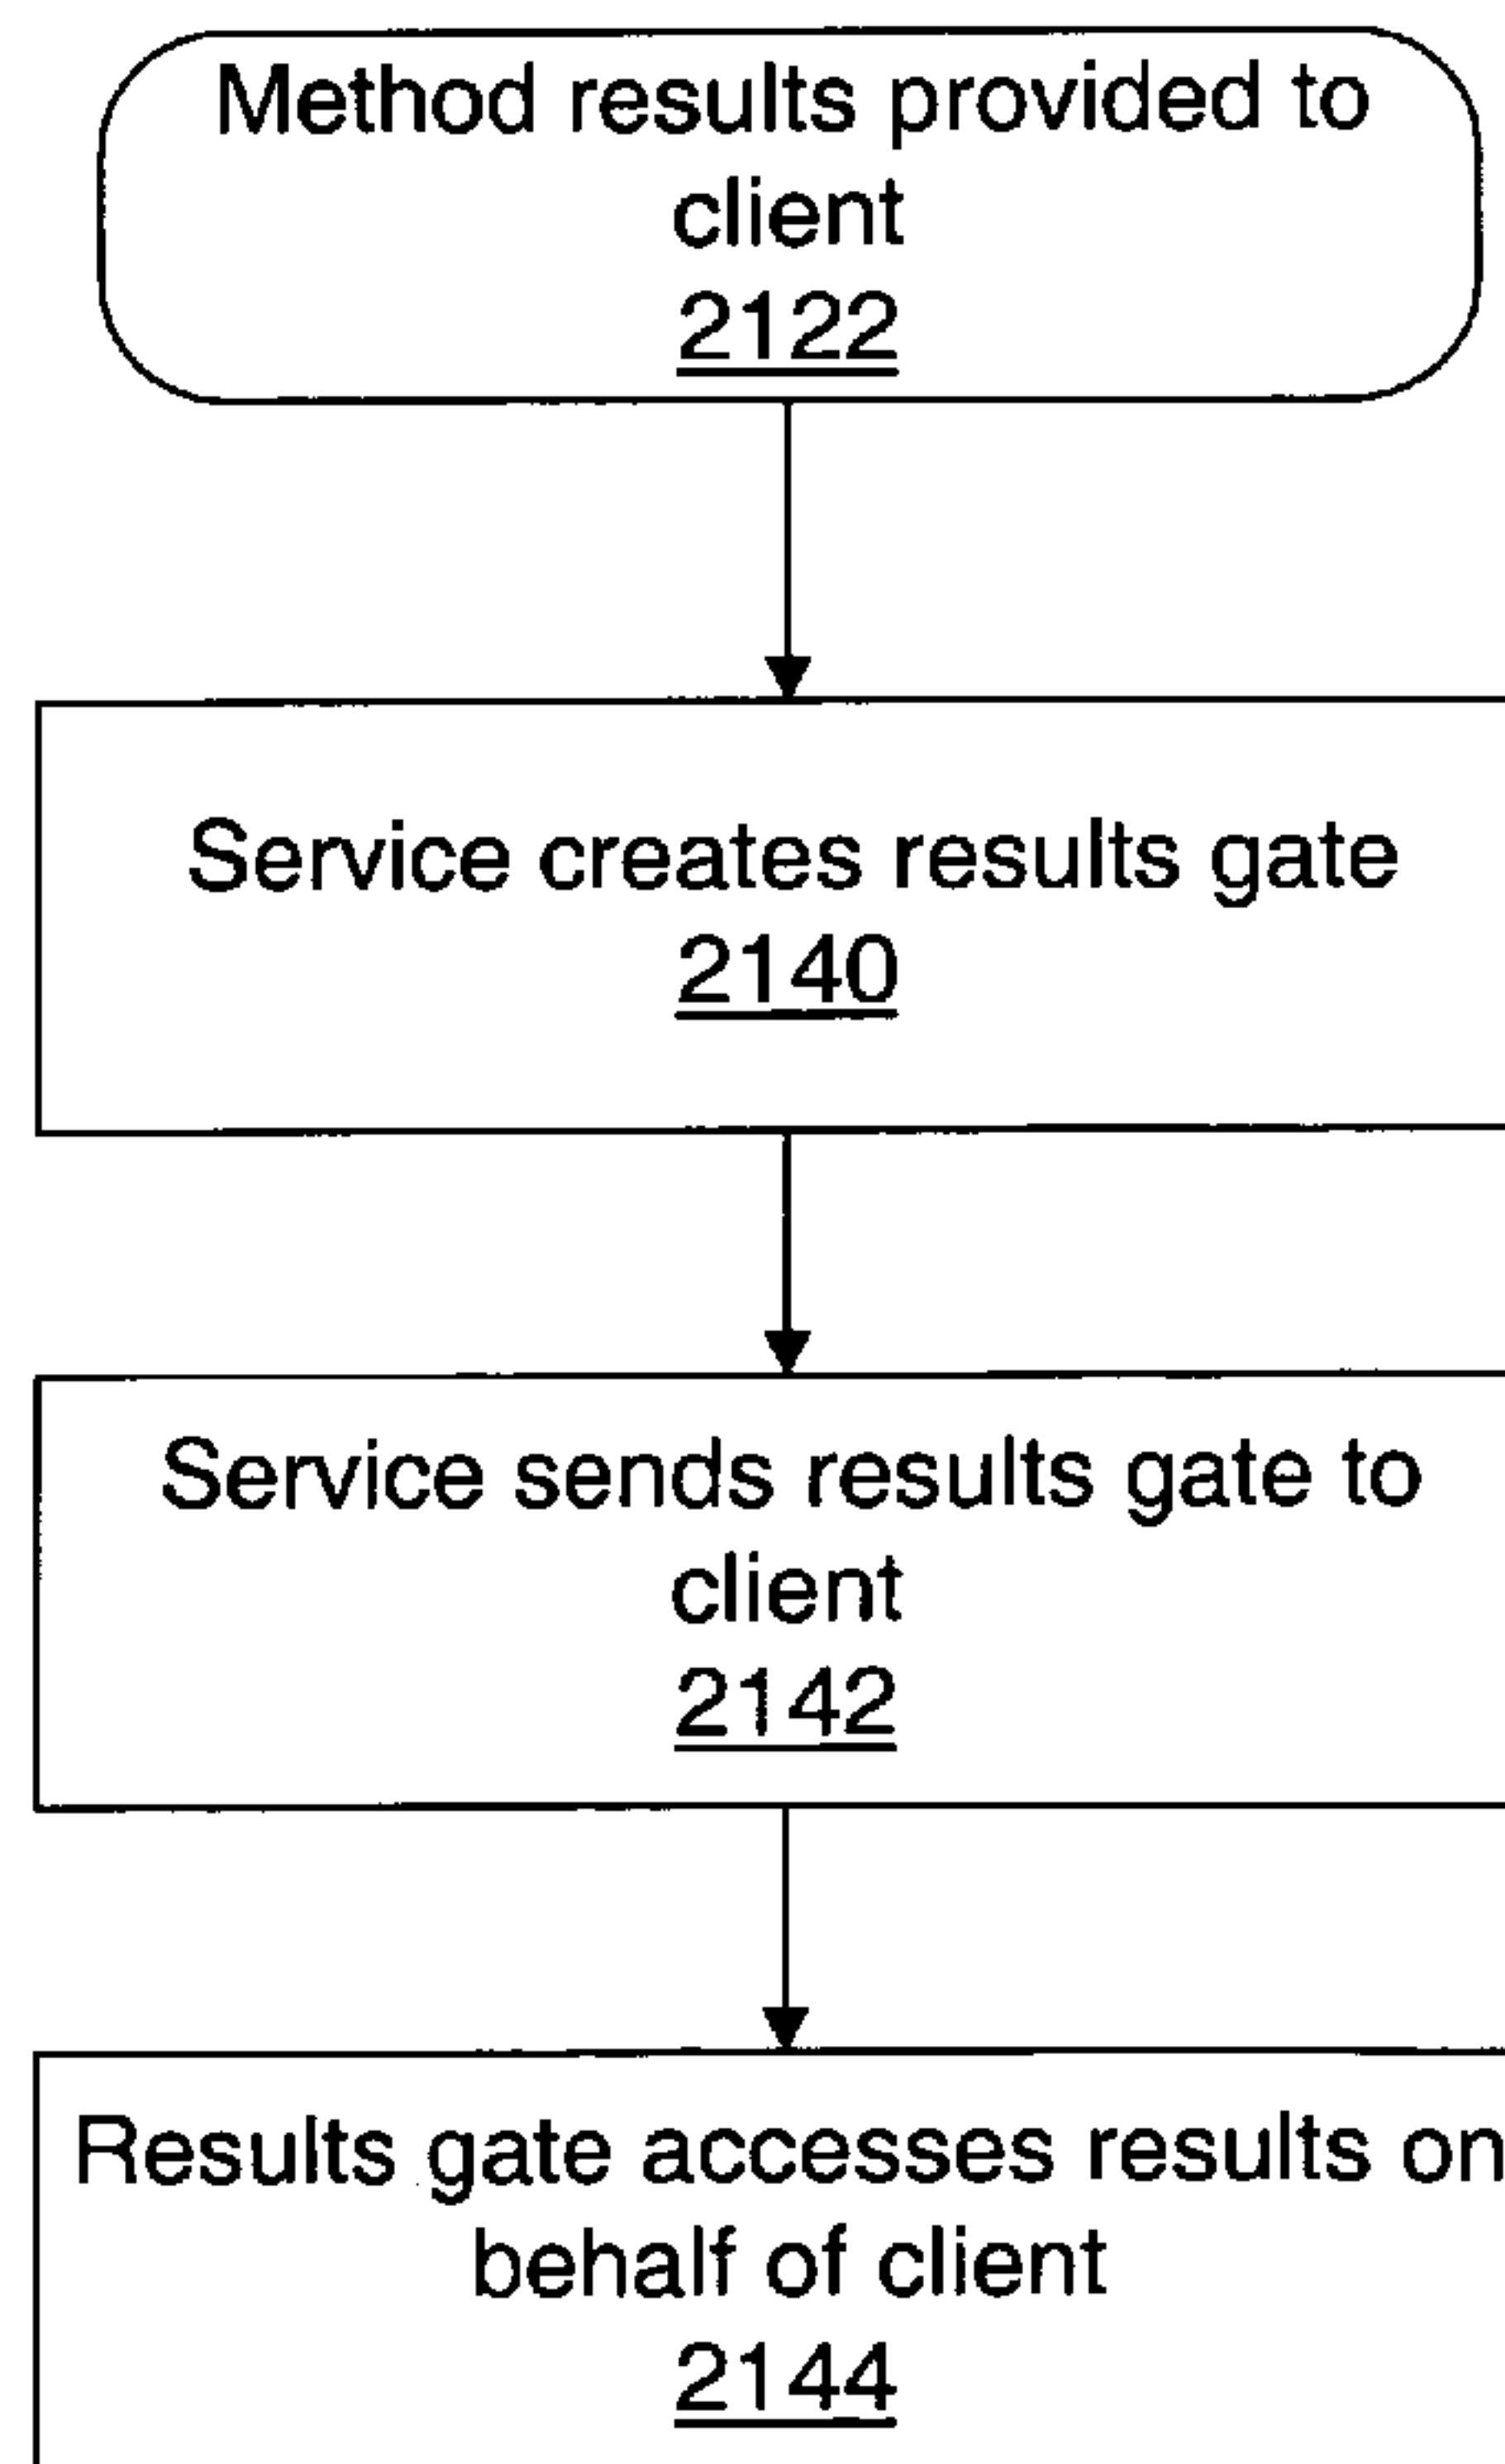 Method results provided to
client
2122
Service creates results gate
2140
Service sends results gate to
client
2142
Results gate accesses results on
behalf of client
2144